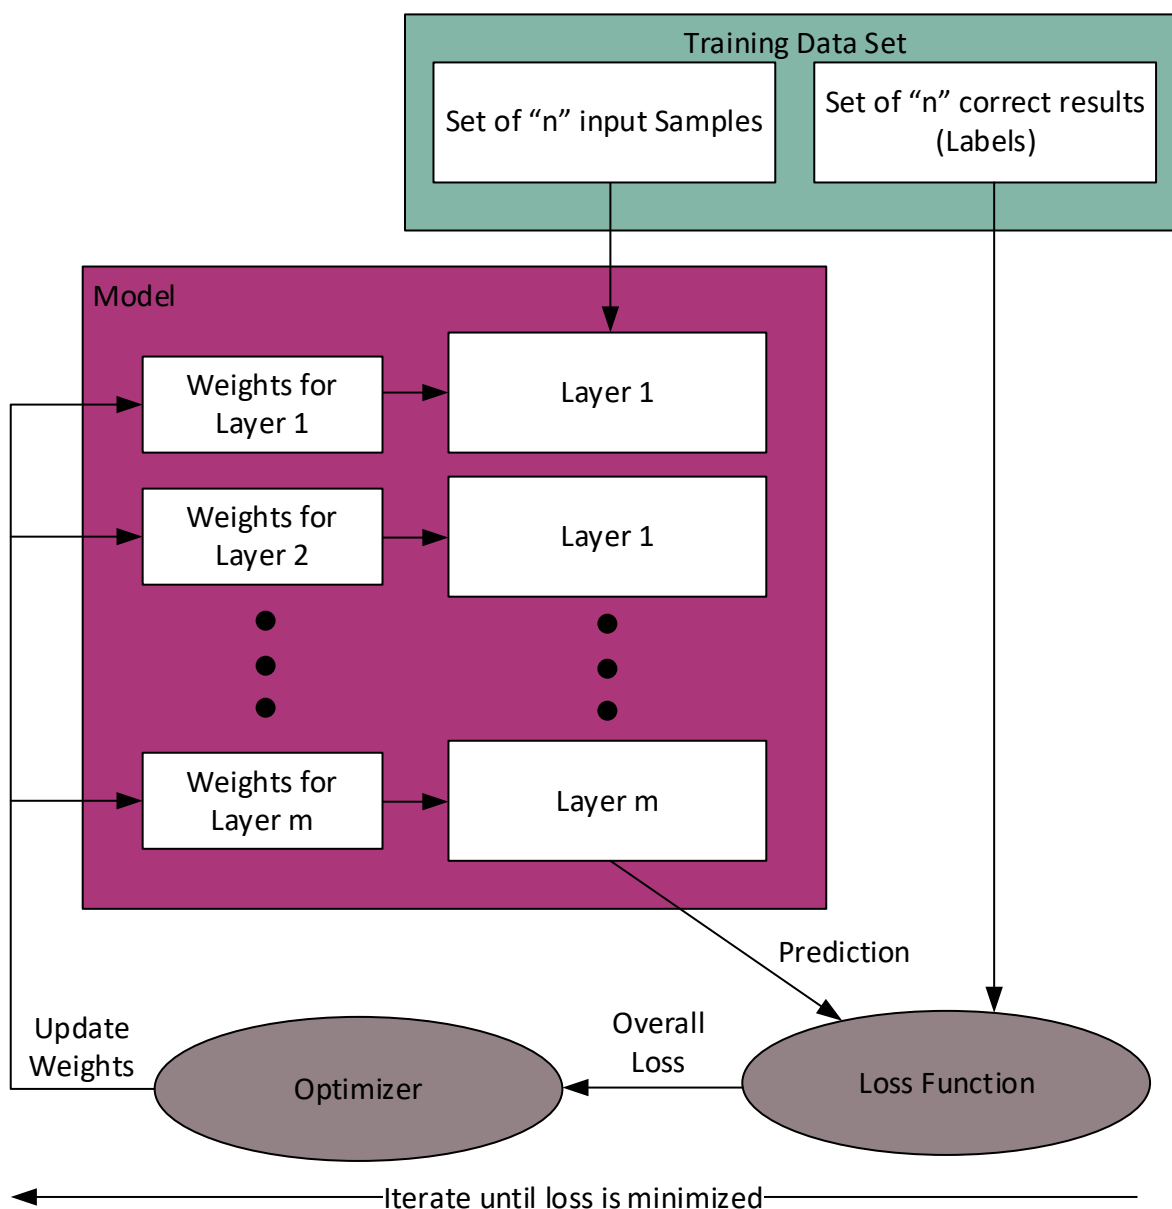 Training Data Set
Set of “n” input Samples
Set of “n” correct results
(Labels)
Model
Weights for
Layer 1
Layer 1
Weights for
Layer 2
Layer 1
Weights for
Layer m
Layer m
Prediction
Update
Weights
Optimizer
Overall
Loss
Loss Function
Iterate until loss is minimized